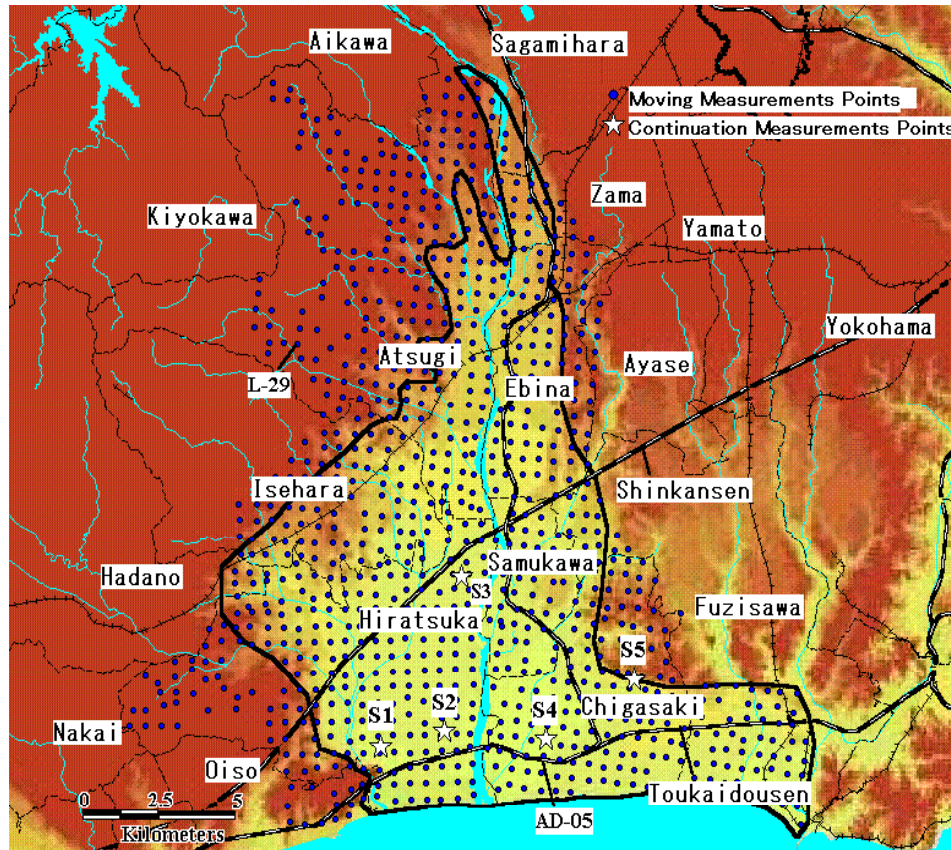 Aikawa
Sagamihara
Moving Measurements Points
Continuation Measurements Points
Zama
Kiyokawa
Yamato
Yokohama
Atsugi
Ayase
L-29
Ebina
Isehara
Shinkansen
Samukawa
Hadano
S3
Fuzisawa
Hiratsuka
S5
S1
S2
S4
Chigasaki
Nakai
Oiso
0 2.5 5
Kilometers
Toukaidousen
AD-05